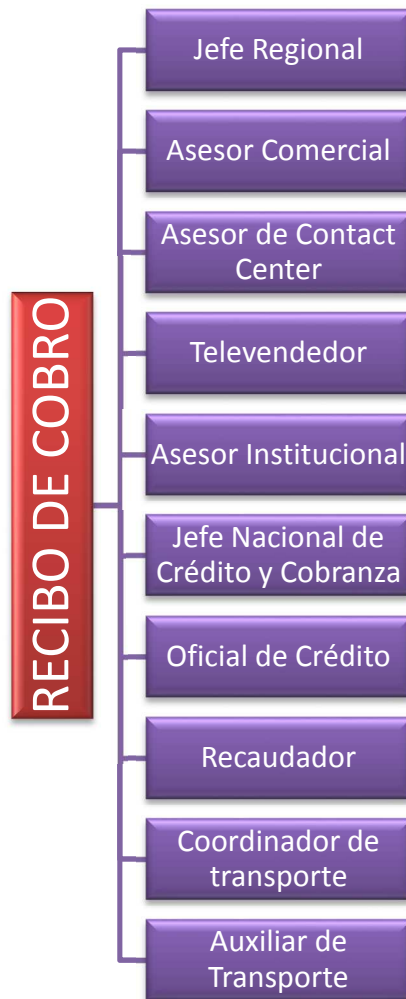 RECIBO DE COBRO
Jefe Regional
Asesor Comercial
Asesor de Contact
Center
Televendedor
Asesor Institucional
Jefe Nacional de
Crédito y Cobranza
Oficial de Crédito
Recaudador
Coordinador de
transporte
Auxiliar de
Transporte